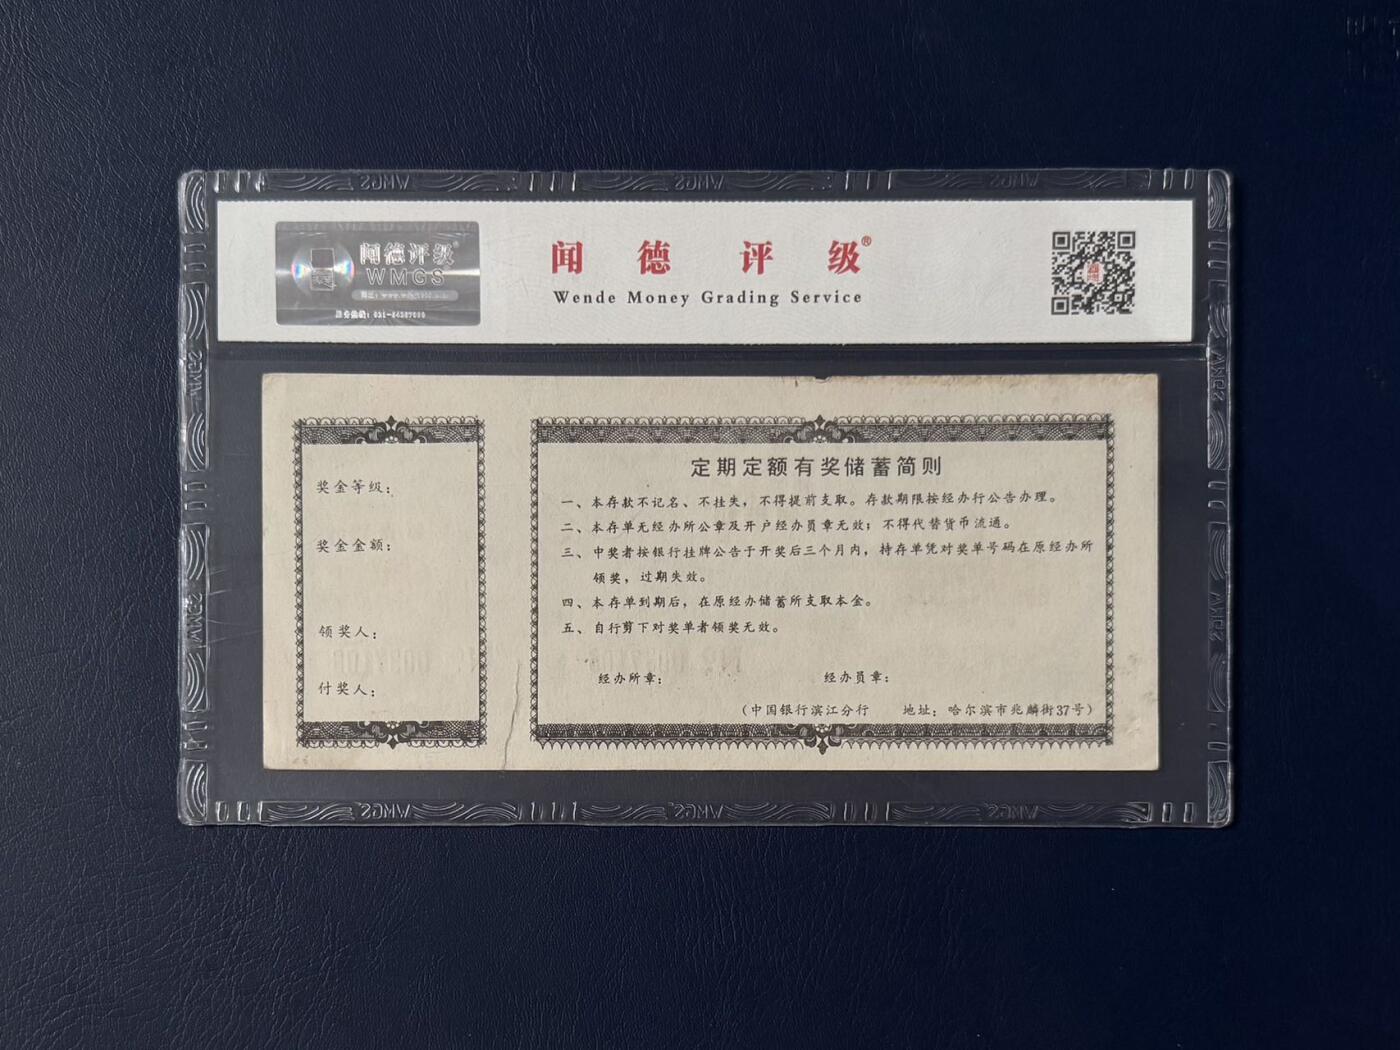 闻德评级®
WMGS
闻德评级®
Wende Money Grading Service
奖金等级：
奖金金额：
领奖人：
付奖人：
定期定额有奖储蓄简则
一、本存款不记名、不挂失，不得提前支取。存款期限按经办行公告办理。
二、本存单无经办所公章及开户经办员章无效；不得代替货币流通。
三、中奖者按银行挂牌公告于开奖后三个月内，持存单凭对奖单号码在原经办所
领奖，过期失效。
四、本存单到期后，在原经办储蓄所支取本金。
五、自行剪下对奖单者领奖无效。
经办所章：
经办员章：
（中国银行滨江分行 地址：哈尔滨市兆麟街37号）